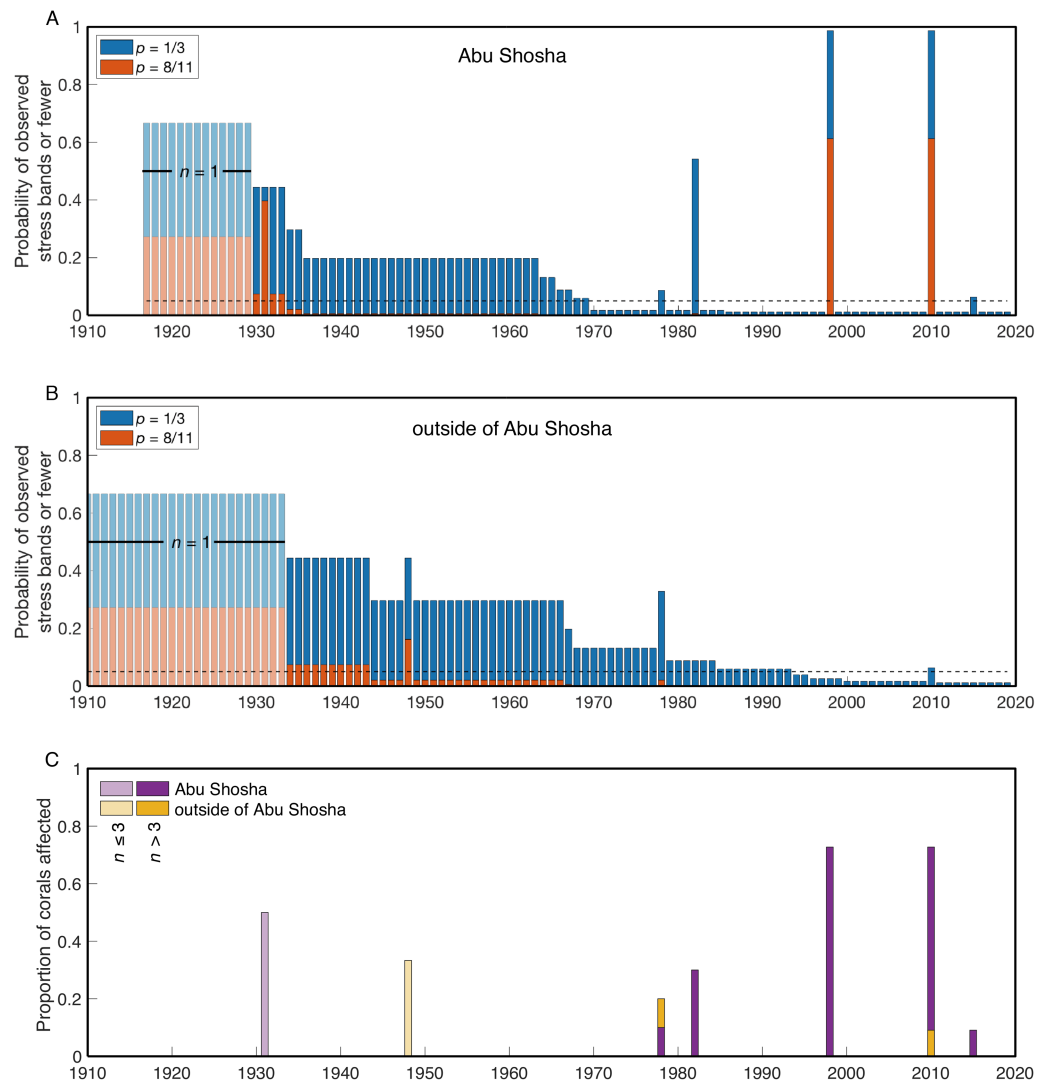 A
1
p = 1/3
p = 8/11
Abu Shosha
0.8
0.6
0.4
0.2
0
Probability of observed
stress bands or fewer
n = 1
1910 1920 1930 1940 1950 1960 1970 1980 1990 2000 2010 2020
B
1
p = 1/3
p = 8/11
outside of Abu Shosha
0.8
0.6
0.4
0.2
0
Probability of observed
stress bands or fewer
n = 1
1910 1920 1930 1940 1950 1960 1970 1980 1990 2000 2010 2020
C
1
Abu Shosha
outside of Abu Shosha
n ≤ 3
n > 3
0.8
0.6
0.4
0.2
0
Proportion of corals affected
1910 1920 1930 1940 1950 1960 1970 1980 1990 2000 2010 2020